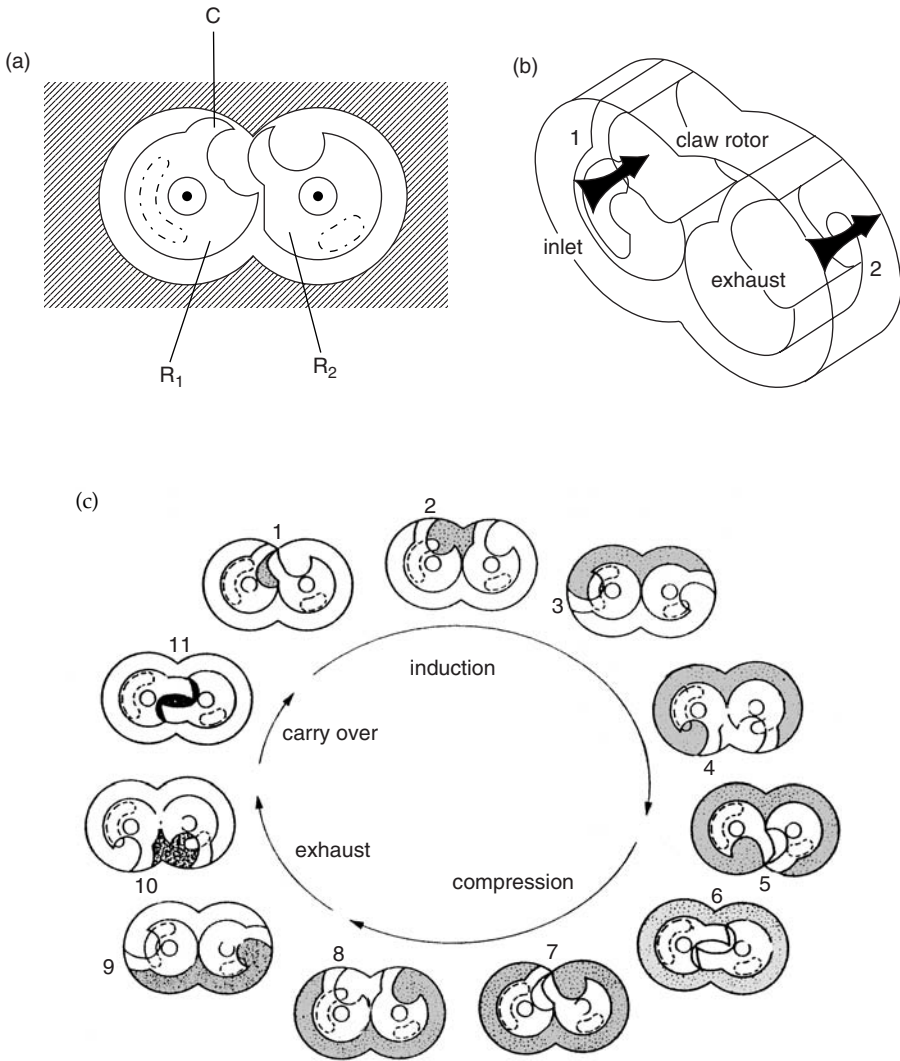 (a)
C
R1
R2
(b)
1
claw rotor
inlet
exhaust
2
(c)
1
2
3
4
5
6
7
8
9
10
11
induction
compression
exhaust
carry over